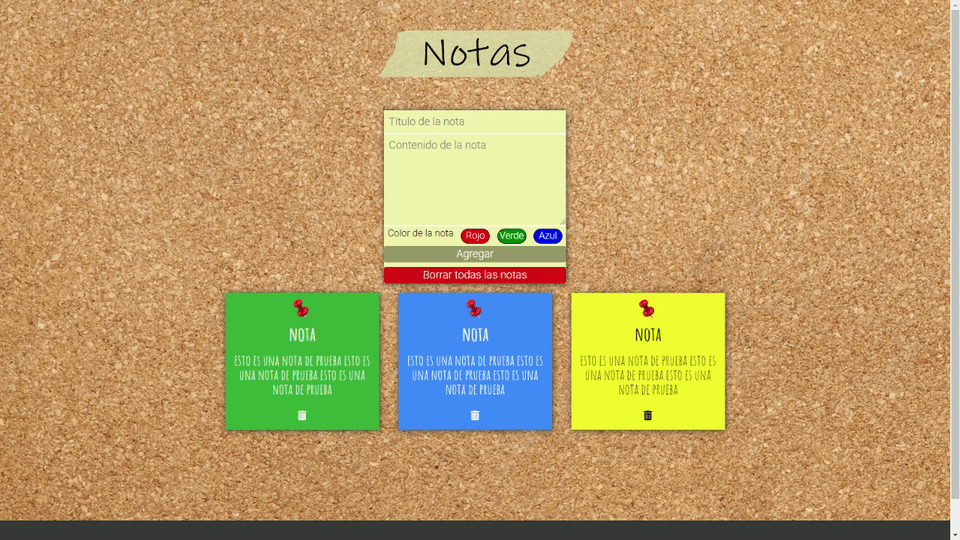 Notas
Título de la nota
Contenido de la nota
Color de la nota Rojo Verde Azul
Agregar
Borrar todas las notas
NOTA
ESTO ES UNA NOTA DE PRUEBA ESTO ES
UNA NOTA DE PRUEBA ESTO ES UNA
NOTA DE PRUEBA
NOTA
ESTO ES UNA NOTA DE PRUEBA ESTO ES
UNA NOTA DE PRUEBA ESTO ES UNA
NOTA DE PRUEBA
NOTA
ESTO ES UNA NOTA DE PRUEBA ESTO ES
UNA NOTA DE PRUEBA ESTO ES UNA
NOTA DE PRUEBA